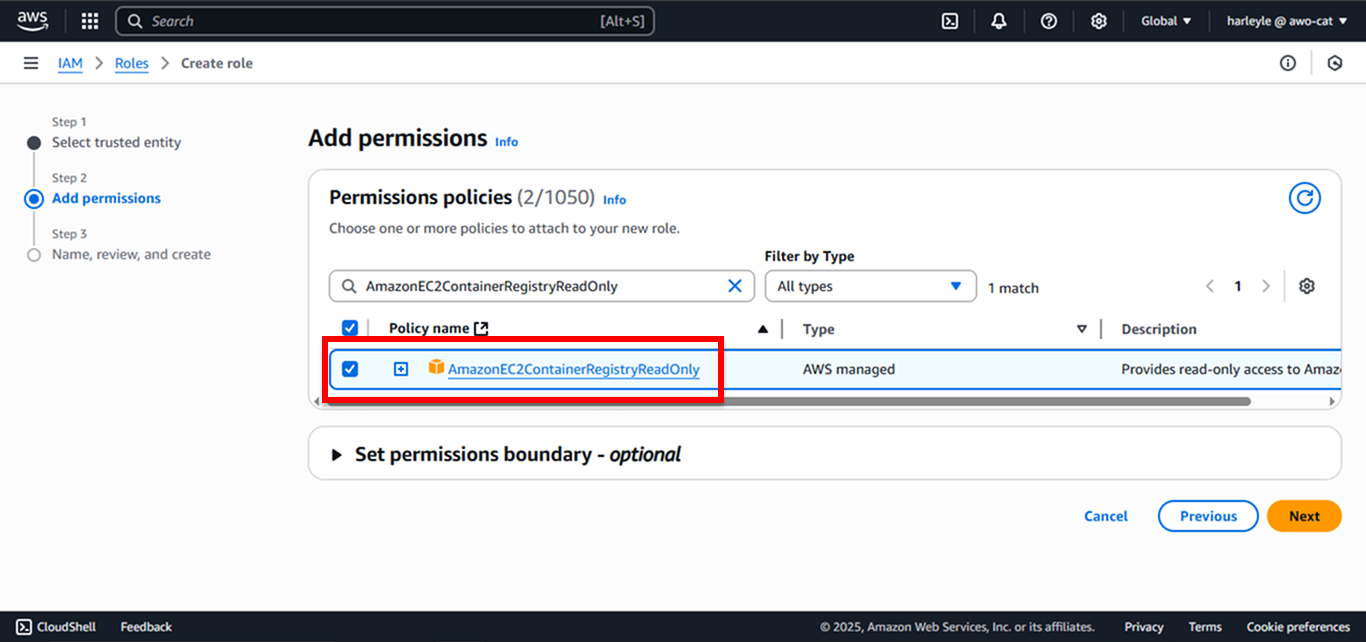 aws Search [Alt+S] Global harleyle @ awo-cat
IAM Roles Create role
Step 1
Select trusted entity
Step 2
Add permissions
Step 3
Name, review, and create
Add permissions Info
Permissions policies (2/1050) Info
Choose one or more policies to attach to your new role.
Filter by Type
AmazonEC2ContainerRegistryReadOnly All types 1 match 1
Policy name Type Description
AmazonEC2ContainerRegistryReadOnly AWS managed Provides read-only access to Amaz
Set permissions boundary - optional
Cancel Previous Next
CloudShell Feedback © 2025, Amazon Web Services, Inc. or its affiliates. Privacy Terms Cookie preferences